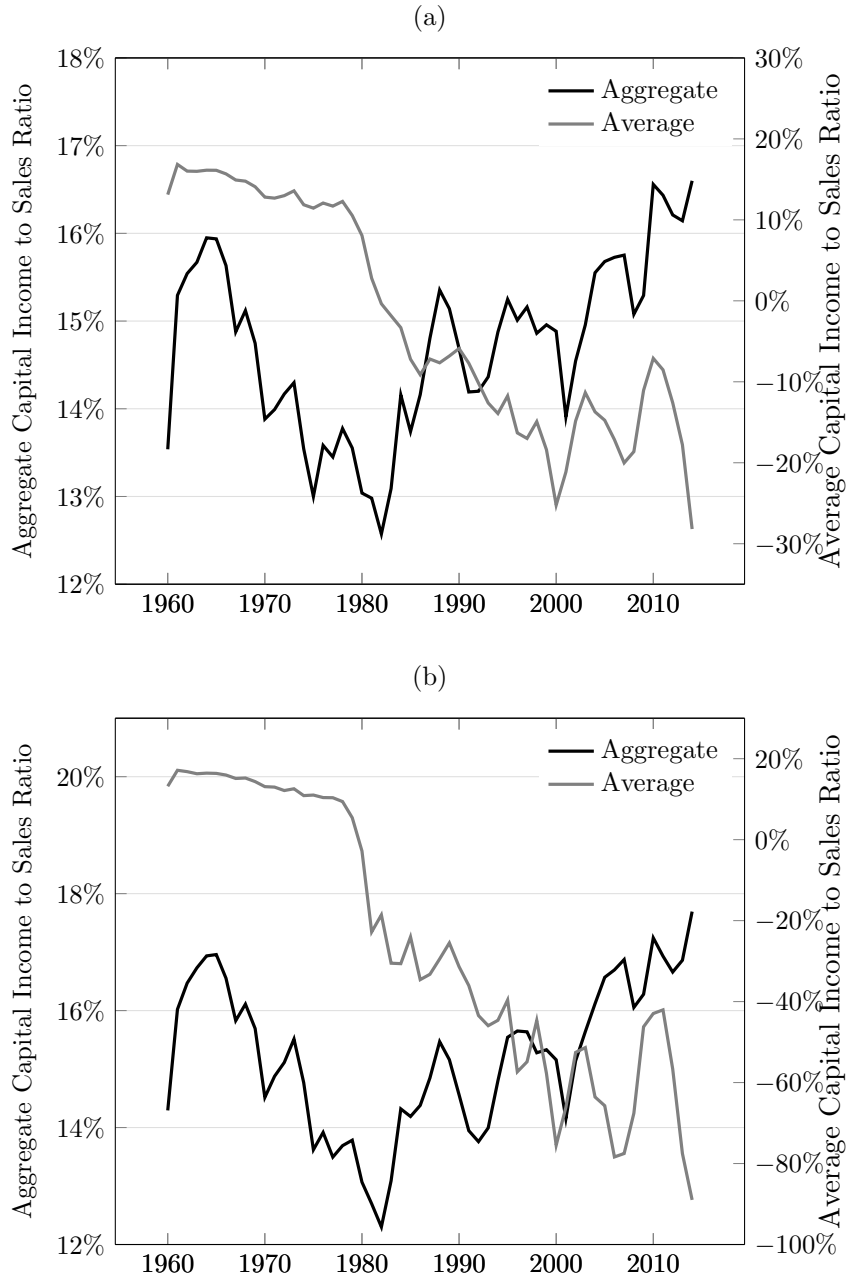 (a)
18%
17%
16%
15%
14%
13%
12%
Aggregate Capital Income to Sales Ratio
30%
20%
10%
0%
−10%
−20%
−30%
Average Capital Income to Sales Ratio
Aggregate
Average
1960 1970 1980 1990 2000 2010
(b)
20%
18%
16%
14%
12%
Aggregate Capital Income to Sales Ratio
20%
0%
−20%
−40%
−60%
−80%
−100%
Average Capital Income to Sales Ratio
Aggregate
Average
1960 1970 1980 1990 2000 2010